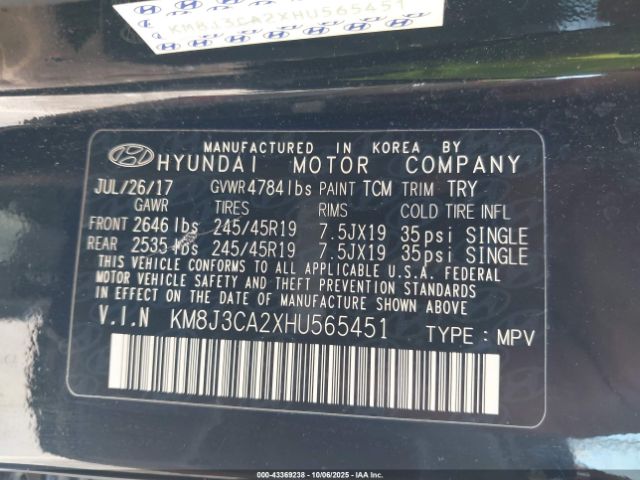 KM8J3CA2XHU565451
MANUFACTURED IN KOREA BY
HYUNDAI MOTOR COMPANY
JUL/26/17 GVWR 4784 lbs PAINT TCM TRIM TRY
GAWR TIRES RIMS COLD TIRE INFL
FRONT 2646 lbs 245/45R19 7.5JX19 35psi SINGLE
REAR 2535 lbs 245/45R19 7.5JX19 35psi SINGLE
THIS VEHICLE CONFORMS TO ALL APPLICABLE U.S.A. FEDERAL
MOTOR VEHICLE SAFETY, BUMPER, AND THEFT PREVENTION
STANDARDS IN EFFECT ON THE DATE OF MANUFACTURE SHOWN ABOVE
V.I.N KM8J3CA2XHU565451 TYPE: MPV
© IAA 43369238 - 10/06/2025 - IAAI.COM